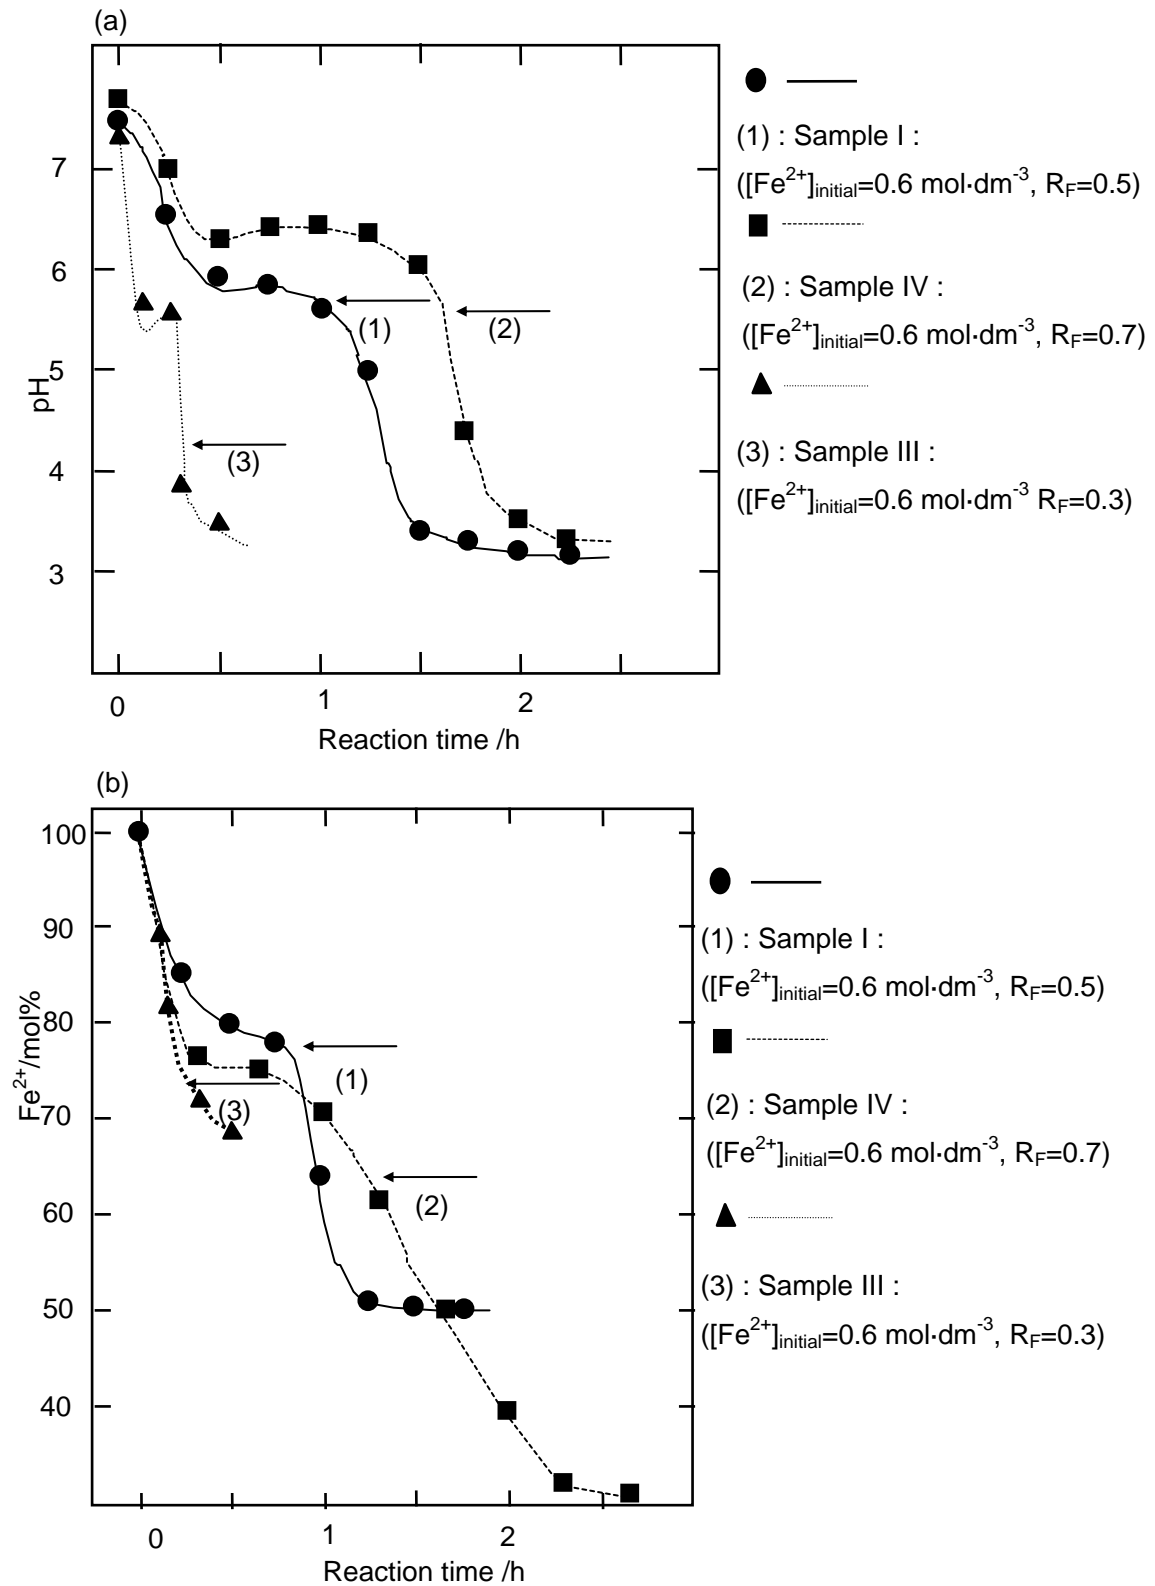 (a)
7
6
5
4
3
pH
0
1
2
Reaction time /h
(1) : Sample I :
([Fe²⁺]initial=0.6 mol·dm⁻³, RF=0.5)
(2) : Sample IV :
([Fe²⁺]initial=0.6 mol·dm⁻³, RF=0.7)
(3) : Sample III :
([Fe²⁺]initial=0.6 mol·dm⁻³ RF=0.3)
(1)
(2)
(3)
(b)
100
90
80
70
60
50
40
Fe²⁺/mol%
0
1
2
Reaction time /h
(1) : Sample I :
([Fe²⁺]initial=0.6 mol·dm⁻³, RF=0.5)
(2) : Sample IV :
([Fe²⁺]initial=0.6 mol·dm⁻³, RF=0.7)
(3) : Sample III :
([Fe²⁺]initial=0.6 mol·dm⁻³, RF=0.3)
(1)
(3)
(2)